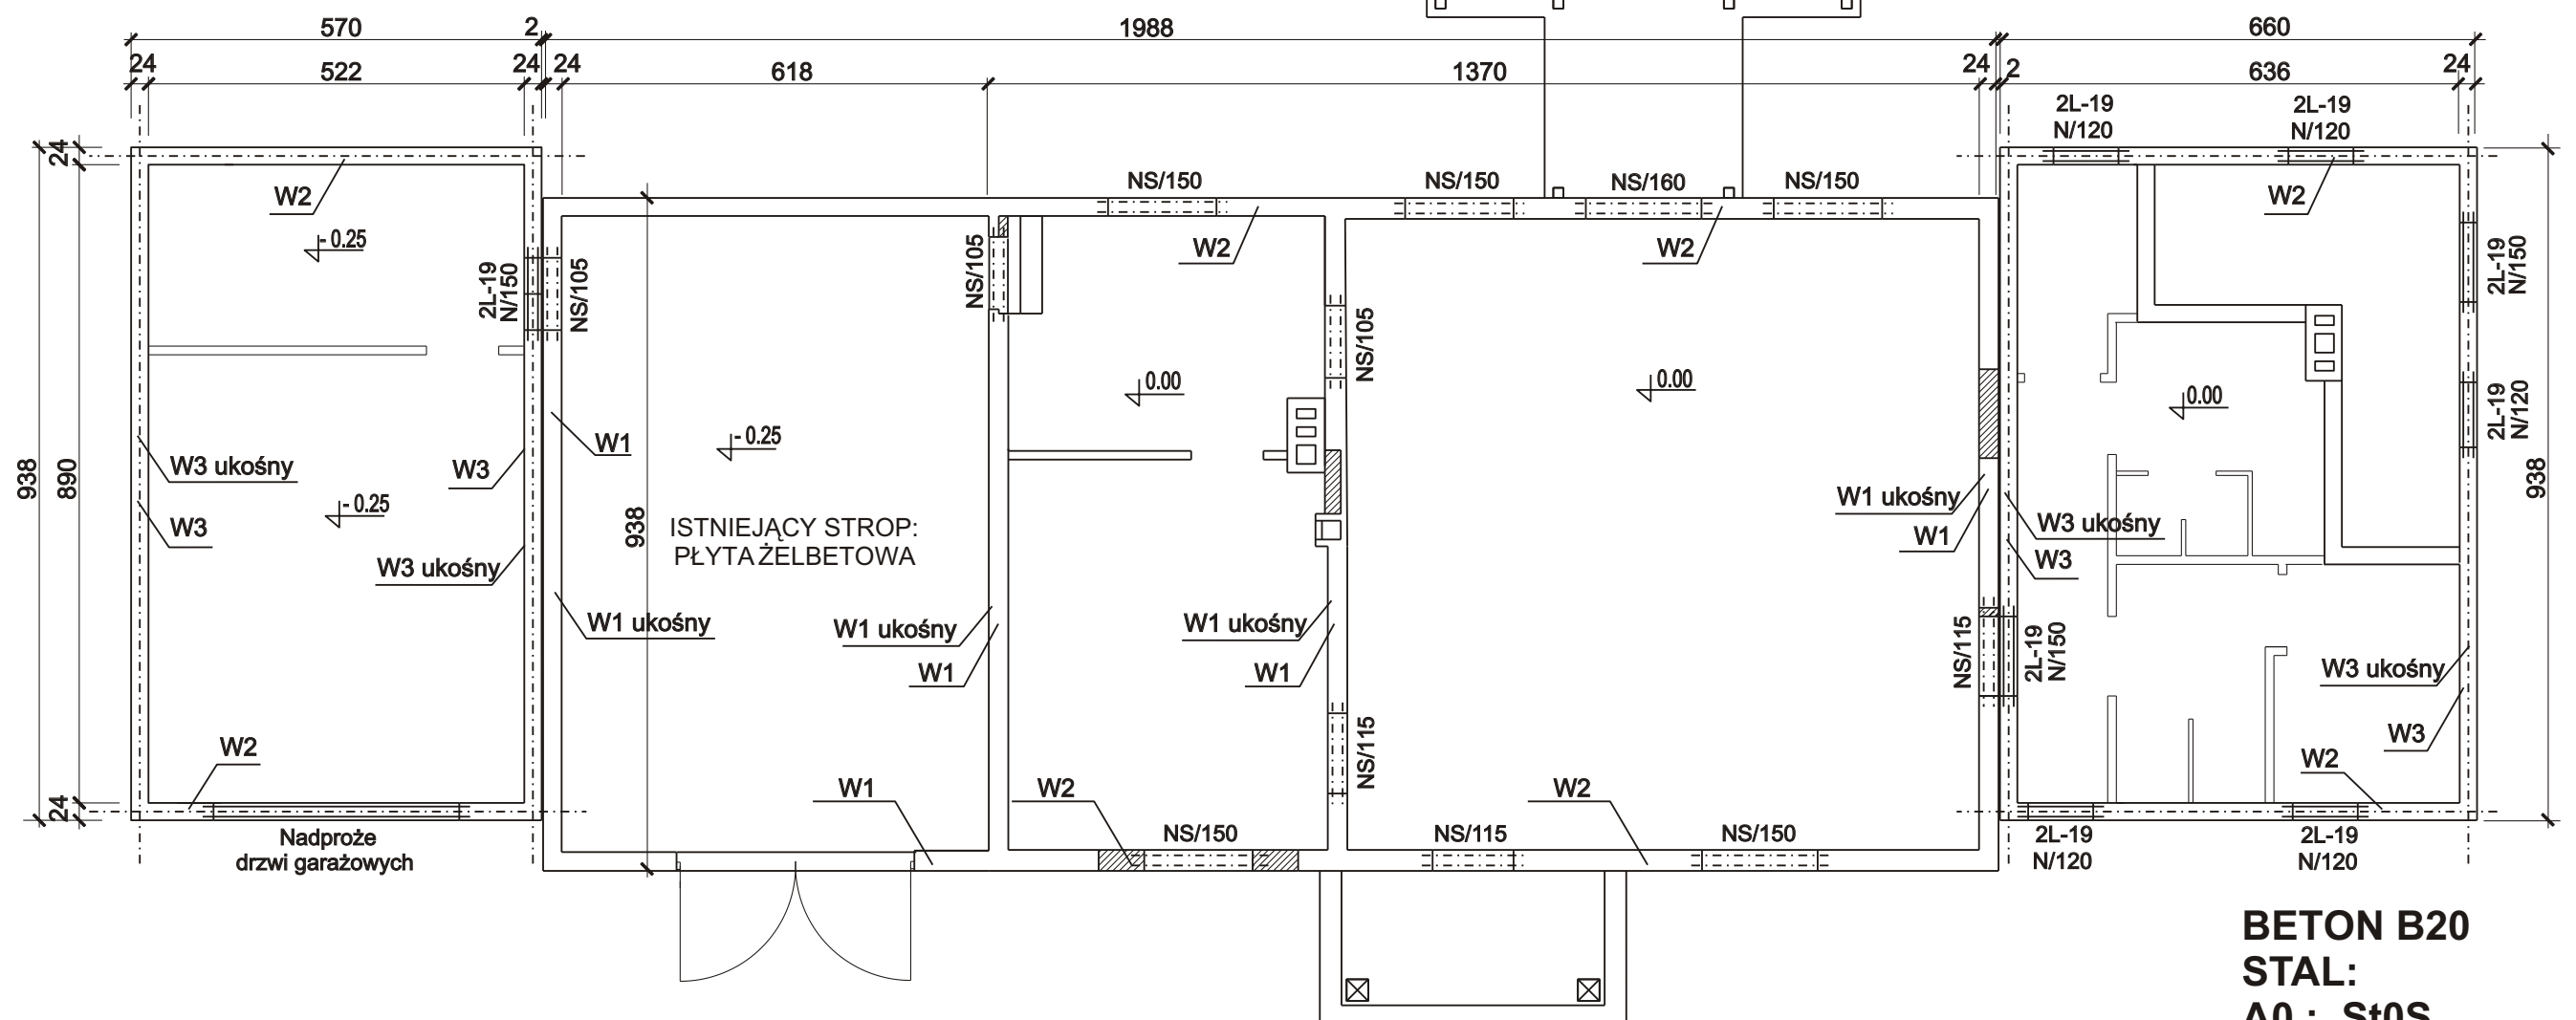 570
2
1988
660
24
522
24
24
618
1370
24
2
636
24
2L-19
N/120
2L-19
N/120
24
W2
- 0.25
NS/150
NS/150
NS/160
NS/150
W2
W2
W2
2L-19
N/150
NS/105
NS/105
NS/105
2L-19
N/150
0.00
0.00
0.00
2L-19
N/120
938
890
W3 ukośny
W3
W1
- 0.25
- 0.25
W3
W3 ukośny
938
ISTNIEJĄCY STROP:
PŁYTA ŻELBETOWA
W1 ukośny
W1
W3 ukośny
W3
938
W1 ukośny
W1 ukośny
W1
W1 ukośny
W1
NS/115
2L-19
N/150
W3 ukośny
W3
W2
W2
W1
W2
NS/115
W2
24
Nadproże
drzwi garażowych
NS/150
NS/115
NS/150
2L-19
N/120
2L-19
N/120
BETON B20
STAL:
A0 : St0S